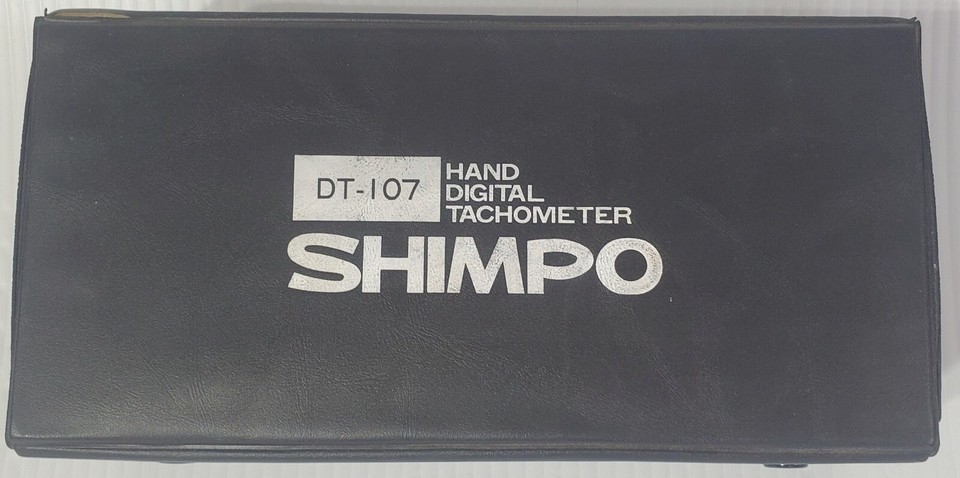 DT-107
HAND
DIGITAL
TACHOMETER
SHIMPO